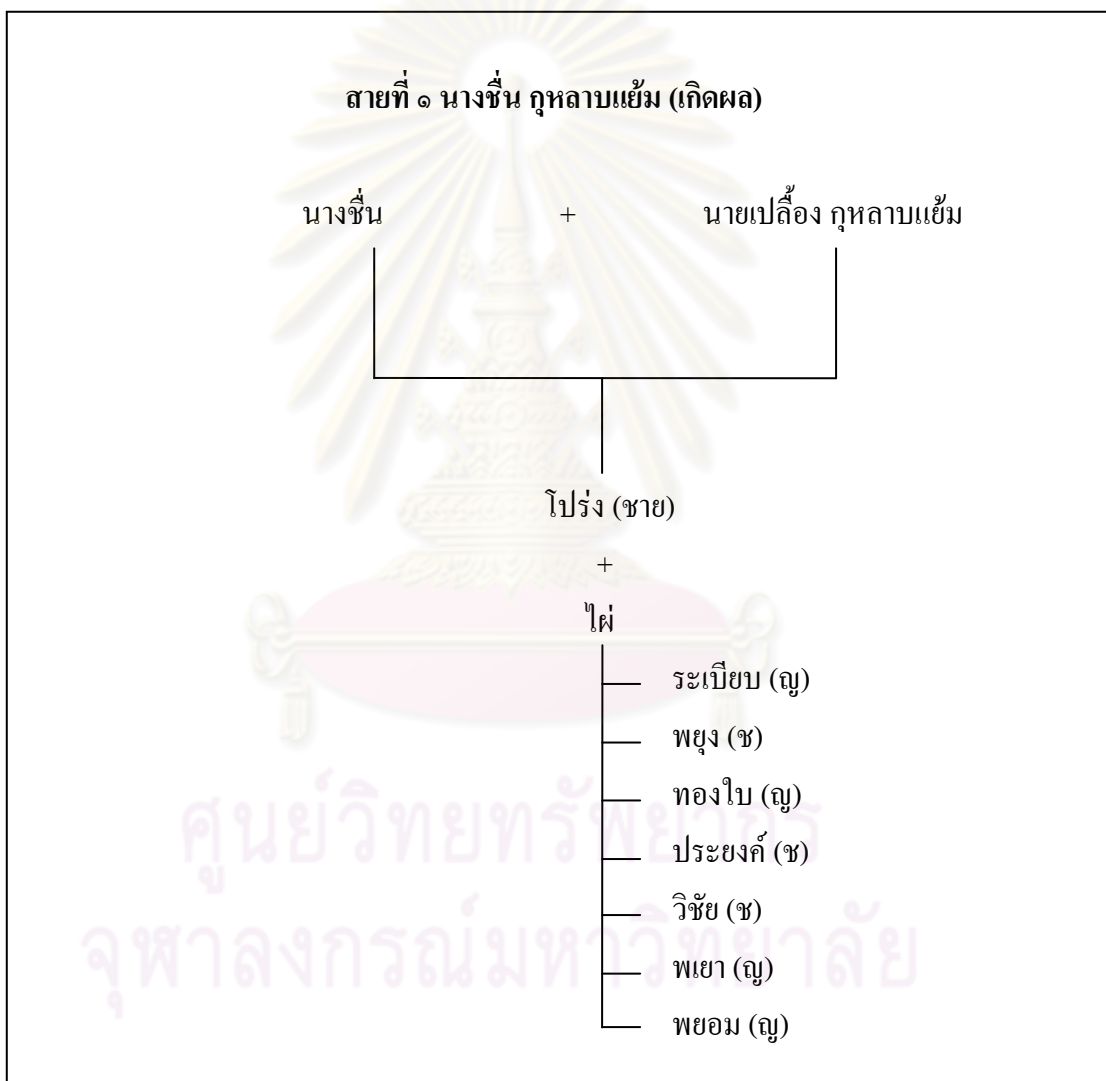 สายที่ ๑ นางชื่น กุหลาบแย้ม (เกิดผล)
นางชื่น + นายเปลื้อง กุหลาบแย้ม
โปร่ง (ชาย)
+
ไผ่
ระเบียบ (ญ)
พยุง (ช)
ทองใบ (ญ)
ประยงค์ (ช)
วิชัย (ช)
พเยา (ญ)
พยอม (ญ)
ศูนย์วิทยทรัพยากร
จุฬาลงกรณ์มหาวิทยาลัย